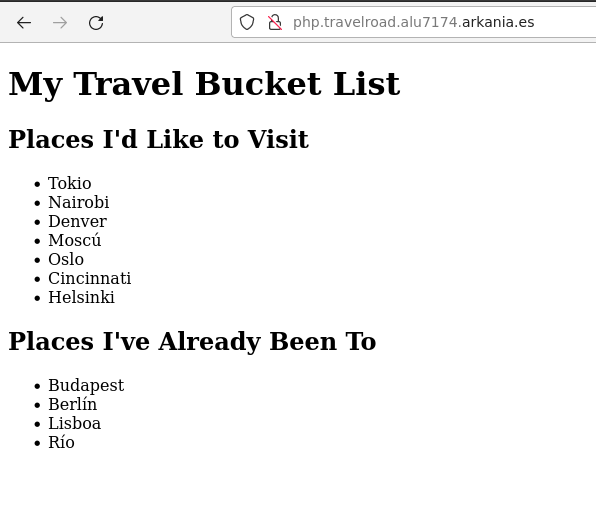 php.travelroad.alu7174.arkania.es
My Travel Bucket List
Places I'd Like to Visit
Tokio
Nairobi
Denver
Moscú
Oslo
Cincinnati
Helsinki
Places I've Already Been To
Budapest
Berlín
Lisboa
Río